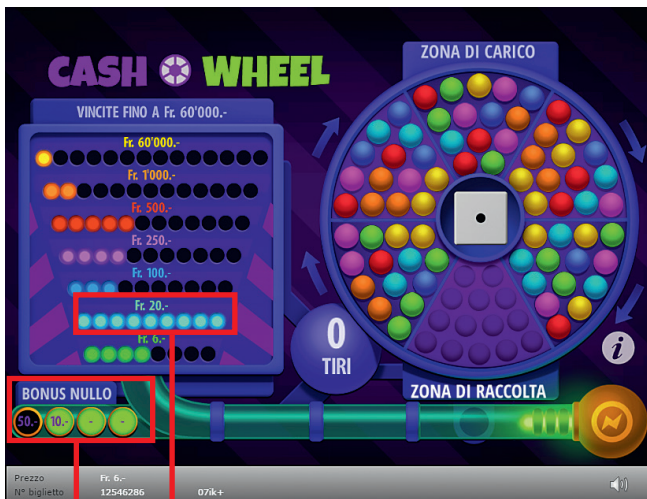 CASH WHEEL
ZONA DI CARICO
VINCITE FINO A Fr. 60'000.-
Fr. 60'000.-
Fr. 1'000.-
Fr. 500.-
Fr. 250.-
Fr. 100.-
Fr. 20.-
Fr. 6.-
0
TIRI
i
BONUS NULLO
50.- 10.- - -
ZONA DI RACCOLTA
Prezzo Fr. 6.-
N° biglietto 12546286 07ik+